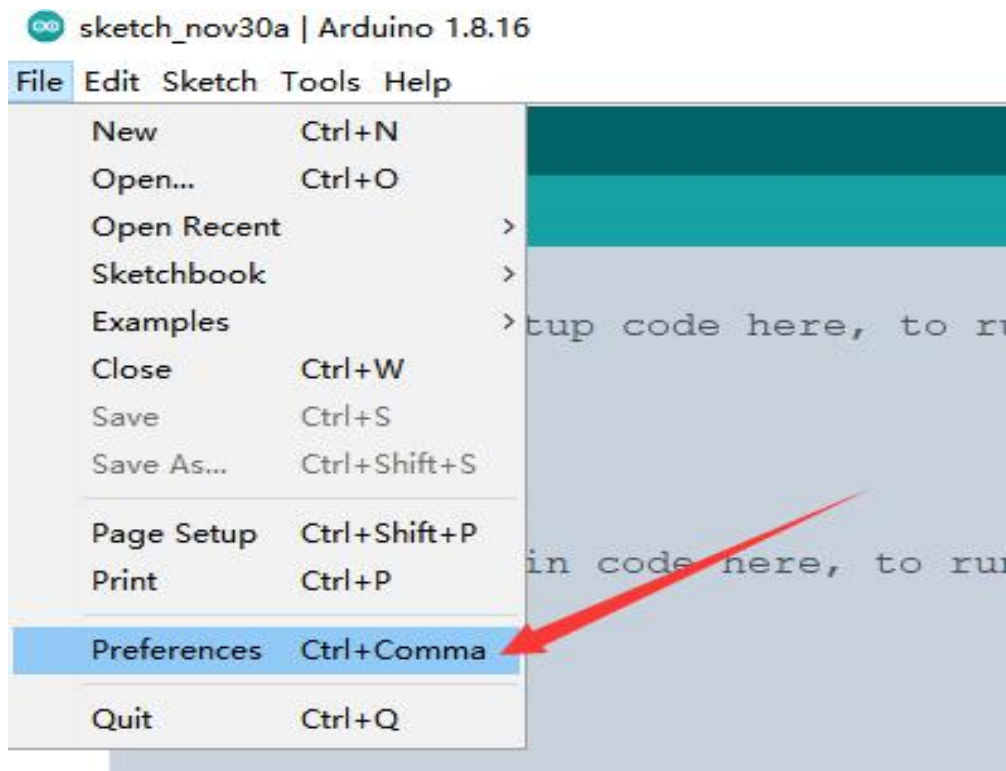 sketch_nov30a | Arduino 1.8.16
File Edit Sketch Tools Help
New Ctrl+N
Open... Ctrl+O
Open Recent >
Sketchbook >
Examples >
tup code here, to ru
Close Ctrl+W
Save Ctrl+S
Save As... Ctrl+Shift+S
Page Setup Ctrl+Shift+P
in code here, to run
Print Ctrl+P
Preferences Ctrl+Comma
Quit Ctrl+Q